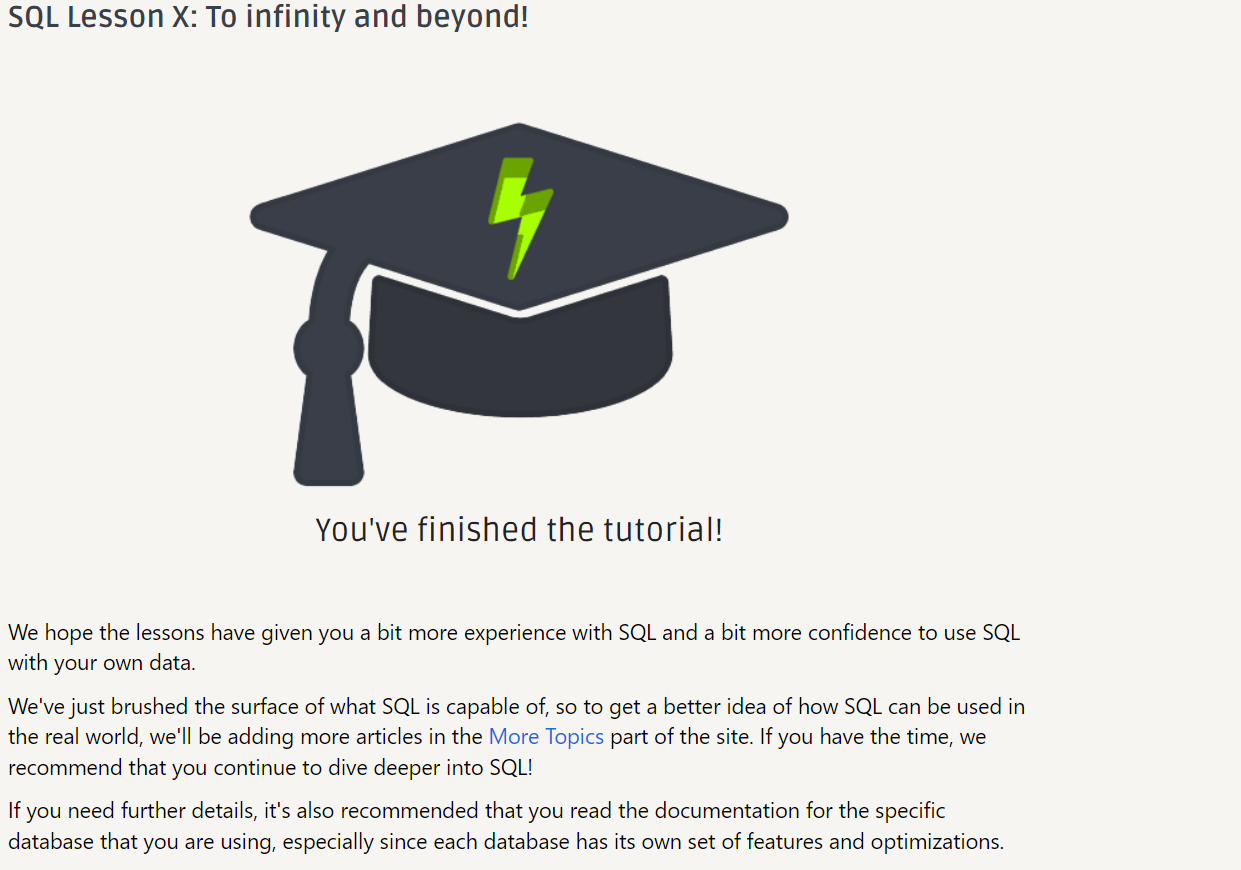 SQL Lesson X: To infinity and beyond!
You've finished the tutorial!
We hope the lessons have given you a bit more experience with SQL and a bit more confidence to use SQL
with your own data.
We've just brushed the surface of what SQL is capable of, so to get a better idea of how SQL can be used in
the real world, we'll be adding more articles in the More Topics part of the site. If you have the time, we
recommend that you continue to dive deeper into SQL!
If you need further details, it's also recommended that you read the documentation for the specific
database that you are using, especially since each database has its own set of features and optimizations.